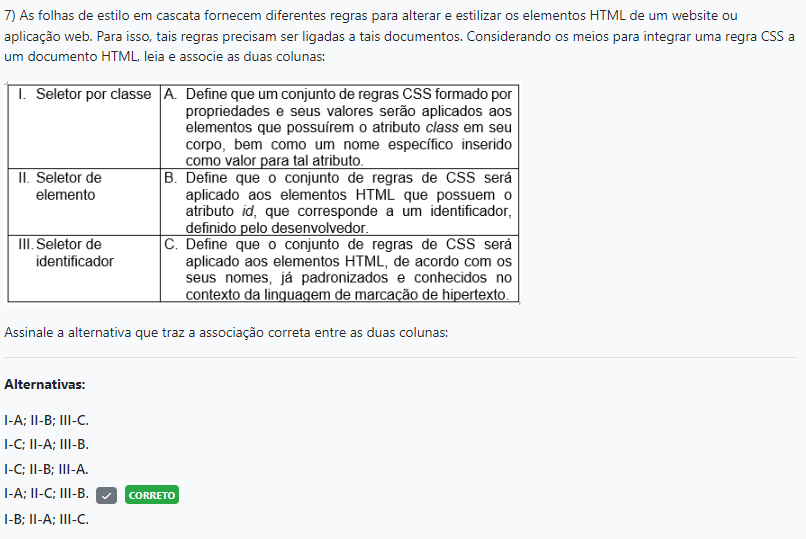 7) As folhas de estilo em cascata fornecem diferentes regras para alterar e estilizar os elementos HTML de um website ou
aplicação web. Para isso, tais regras precisam ser ligadas a tais documentos. Considerando os meios para integrar uma regra CSS a
um documento HTML, leia e associe as duas colunas:
I. Seletor por classe
A. Define que um conjunto de regras CSS formado por
propriedades e seus valores serão aplicados aos
elementos que possuírem o atributo class em seu
corpo, bem como um nome específico inserido
como valor para tal atributo.
II. Seletor de
elemento
B. Define que o conjunto de regras de CSS será
aplicado aos elementos HTML que possuem o
atributo id, que corresponde a um identificador,
definido pelo desenvolvedor.
III. Seletor de
identificador
C. Define que o conjunto de regras de CSS será
aplicado aos elementos HTML, de acordo com os
seus nomes, já padronizados e conhecidos no
contexto da linguagem de marcação de hipertexto.
Assinale a alternativa que traz a associação correta entre as duas colunas:
Alternativas:
I-A; II-B; III-C.
I-C; II-A; III-B.
I-C; II-B; III-A.
I-A; II-C; III-B. CORRETO
I-B; II-A; III-C.